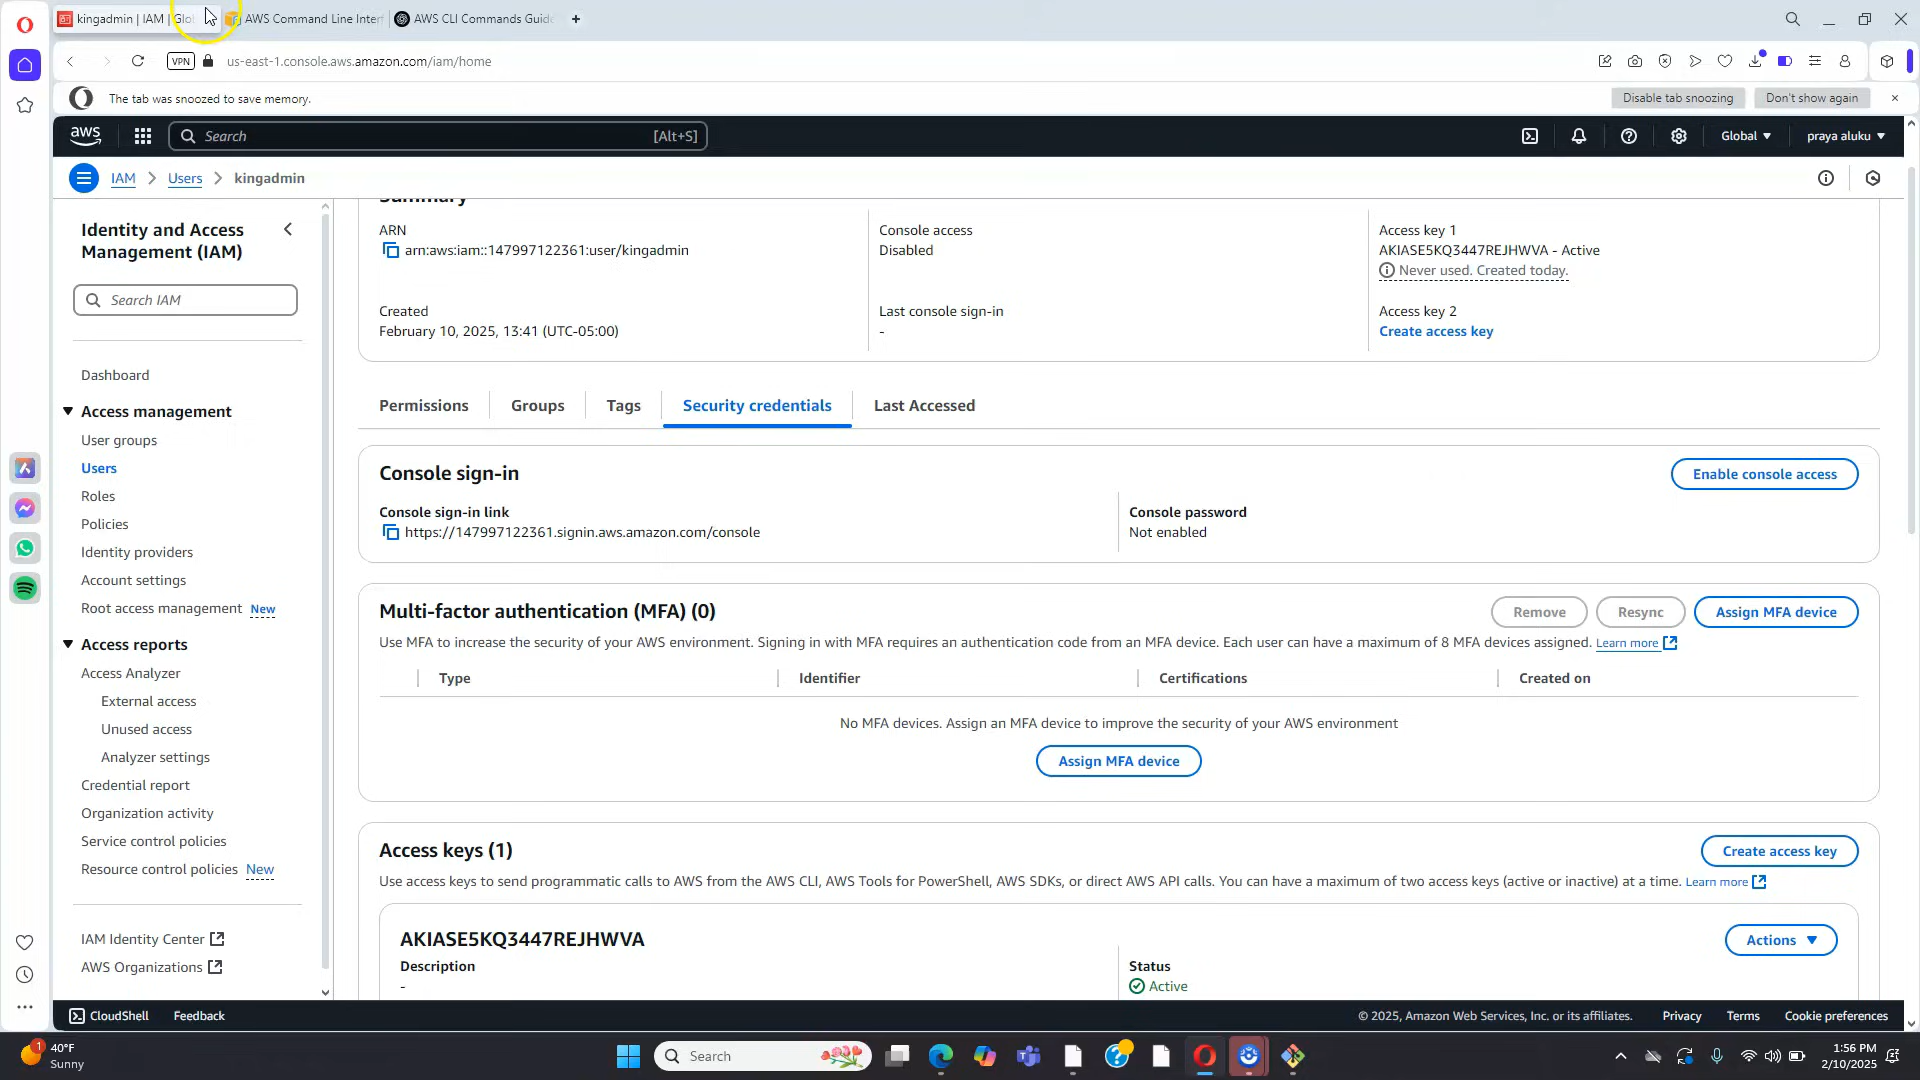 kingadmin | IAM | Glo
AWS Command Line Interf
AWS CLI Commands Guide
VPN
us-east-1.console.aws.amazon.com/iam/home
The tab was snoozed to save memory.
Disable tab snoozing
Don't show again
aws
Search
[Alt+S]
Global
praya aluku
IAM
Users
kingadmin
Identity and Access
Management (IAM)
Search IAM
Dashboard
Access management
User groups
Users
Roles
Policies
Identity providers
Account settings
Root access management New
Access reports
Access Analyzer
External access
Unused access
Analyzer settings
Credential report
Organization activity
Service control policies
Resource control policies New
IAM Identity Center
AWS Organizations
Summary
ARN
arn:aws:iam::147997122361:user/kingadmin
Console access
Disabled
Access key 1
AKIASE5KQ3447REJHWVA - Active
Never used. Created today.
Created
February 10, 2025, 13:41 (UTC-05:00)
Last console sign-in
-
Access key 2
Create access key
Permissions
Groups
Tags
Security credentials
Last Accessed
Console sign-in
Enable console access
Console sign-in link
https://147997122361.signin.aws.amazon.com/console
Console password
Not enabled
Multi-factor authentication (MFA) (0)
Remove
Resync
Assign MFA device
Use MFA to increase the security of your AWS environment. Signing in with MFA requires an authentication code from an MFA device. Each user can have a maximum of 8 MFA devices assigned. Learn more
Type
Identifier
Certifications
Created on
No MFA devices. Assign an MFA device to improve the security of your AWS environment
Assign MFA device
Access keys (1)
Create access key
Use access keys to send programmatic calls to AWS from the AWS CLI, AWS Tools for PowerShell, AWS SDKs, or direct AWS API calls. You can have a maximum of two access keys (active or inactive) at a time. Learn more
AKIASE5KQ3447REJHWVA
Actions
Description
-
Status
Active
CloudShell
Feedback
© 2025, Amazon Web Services, Inc. or its affiliates.
Privacy
Terms
Cookie preferences
1
40°F
Sunny
Search
1:56 PM
2/10/2025